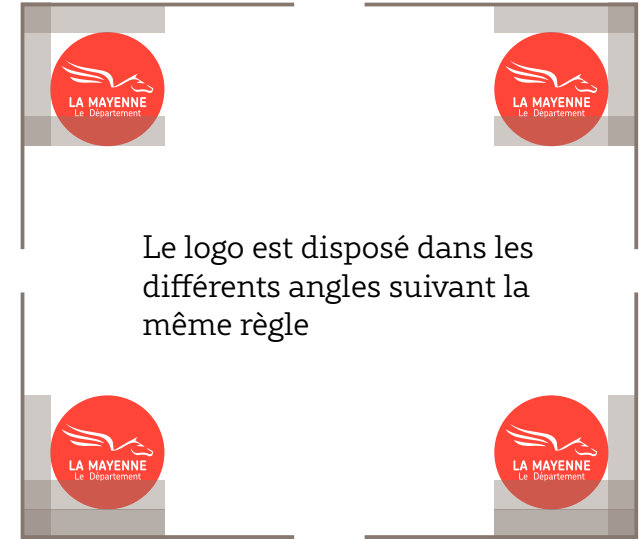 LA MAYENNE
Le Département
LA MAYENNE
Le Département
Le logo est disposé dans les
différents angles suivant la
même règle
LA MAYENNE
Le Département
LA MAYENNE
Le Département